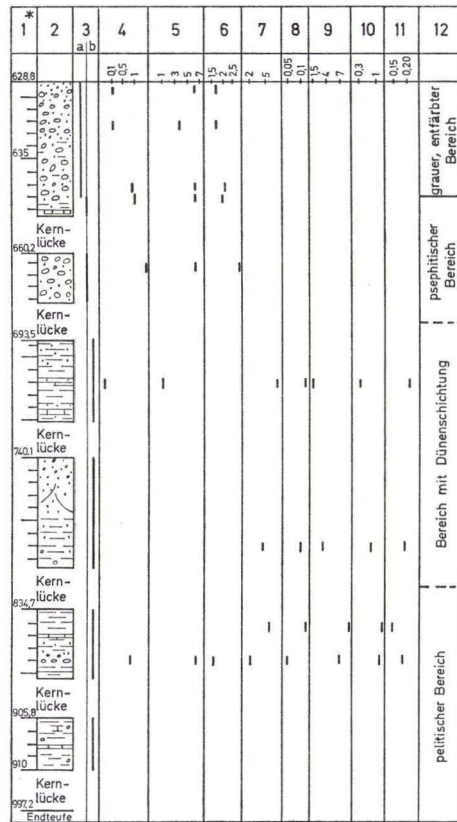 1 * 2 3 4 5 6 7 8 9 10 11 12
a b
0,1 0,5 1 1 3 5 7 1,5 2 2,5 2 5 0,05 0,1 1,5 4 7 0,3 1 0,15 0,20
628,8
635
Kern-
lücke
660,2
Kern-
lücke
693,5
Kern-
lücke
740,1
Kern-
lücke
834,7
Kern-
lücke
905,8
910
Kern-
lücke
997,2
Endteufe
grauer, entfärbter
Bereich
psephitischer
Bereich
Bereich mit Dünenschichtung
pelitischer Bereich